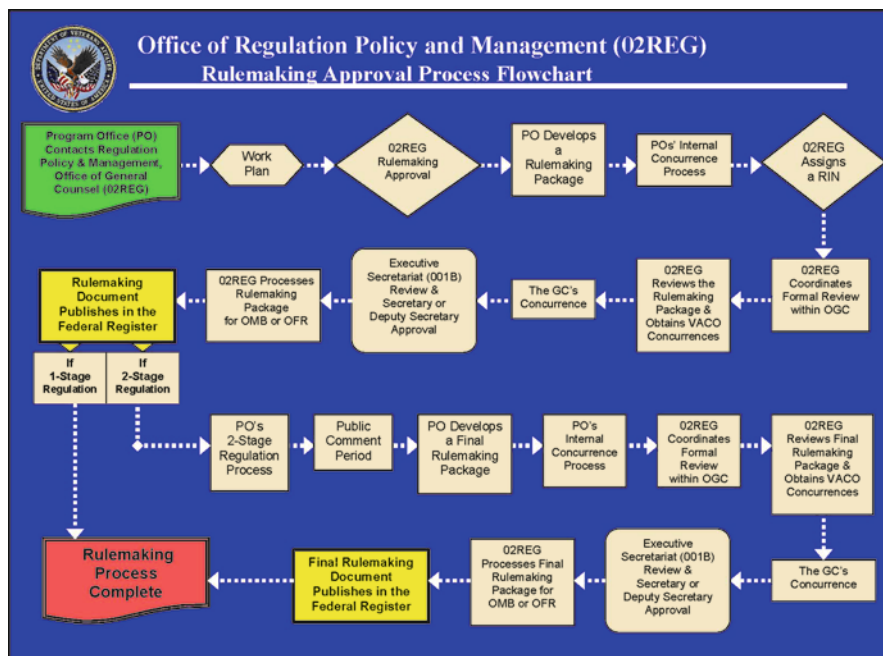 Office of Regulation Policy and Management (02REG)
Rulemaking Approval Process Flowchart
Program Office (PO)
Contacts Regulation
Policy & Management,
Office of General
Counsel (02REG)
Work
Plan
02REG
Rulemaking
Approval
PO Develops
a
Rulemaking
Package
POs' Internal
Concurrence
Process
02REG
Assigns
a RIN
02REG
Coordinates
Formal Review
within OGC
02REG
Reviews the
Rulemaking
Package &
Obtains VACO
Concurrences
The GC's
Concurrence
Executive
Secretariat (001B)
Review &
Secretary or
Deputy Secretary
Approval
02REG Processes
Rulemaking
Package
for OMB or OFR
Rulemaking
Document
Publishes in the
Federal Register
If
1-Stage
Regulation
If
2-Stage
Regulation
PO's
2-Stage
Regulation
Process
Public
Comment
Period
PO Develops
a Final
Rulemaking
Package
PO's
Internal
Concurrence
Process
02REG
Coordinates
Formal
Review
within OGC
02REG
Reviews Final
Rulemaking
Package &
Obtains VACO
Concurrences
The GC's
Concurrence
Executive
Secretariat (001B)
Review &
Secretary or
Deputy Secretary
Approval
02REG
Processes Final
Rulemaking
Package for
OMB or OFR
Final Rulemaking
Document
Publishes in the
Federal Register
Rulemaking
Process
Complete